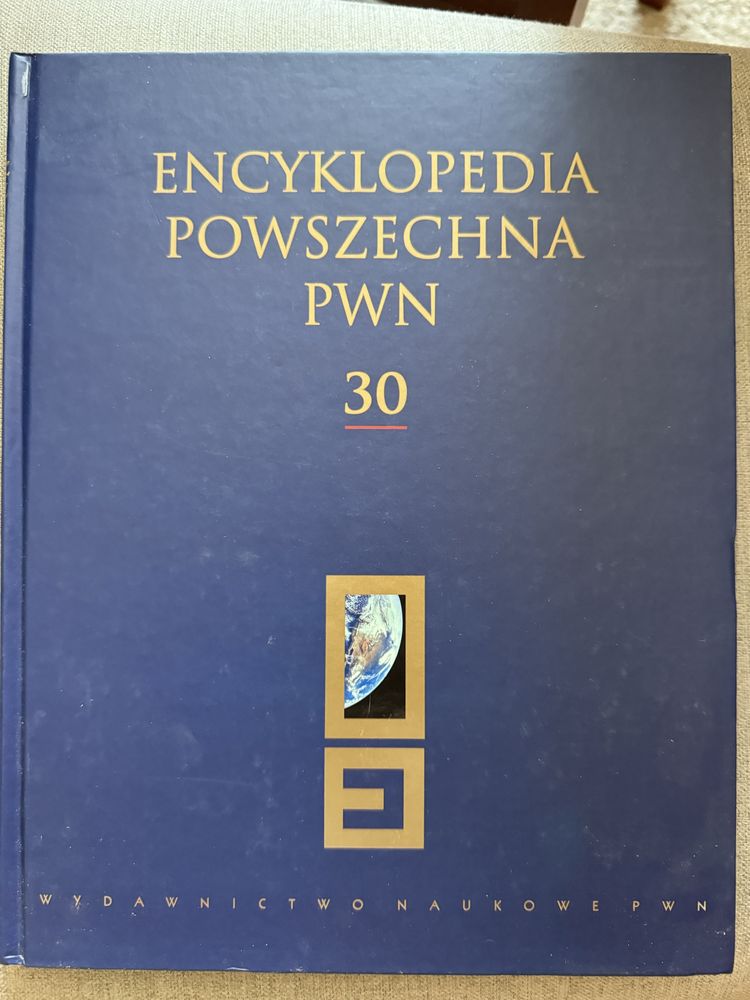 ENCYKLOPEDIA
POWSZECHNA
PWN
30
WYDAWNICTWO NAUKOWE PWN